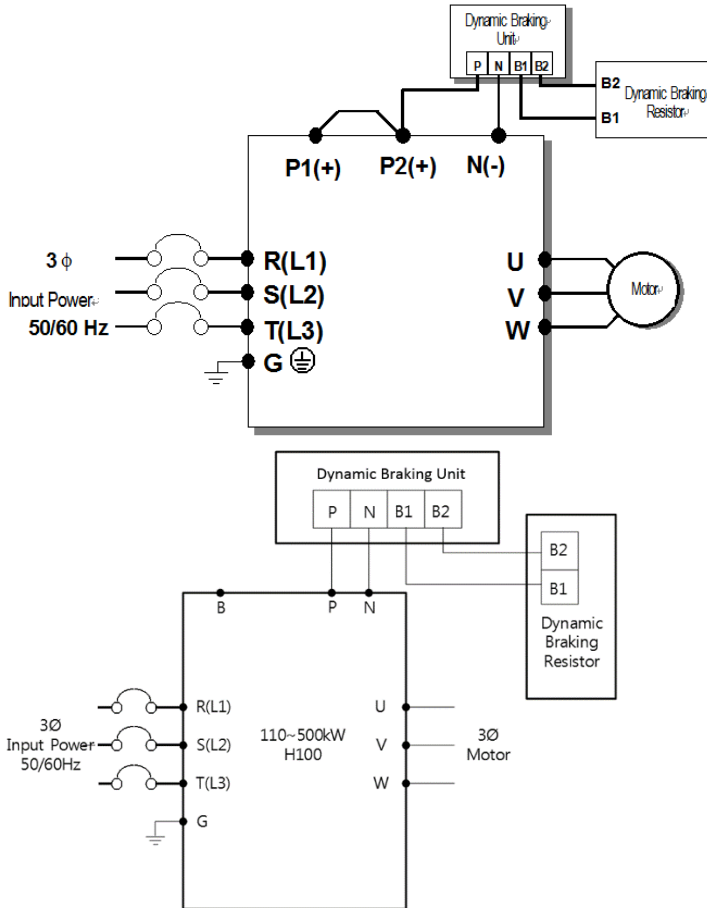 Dynamic Braking
Unit
P N B1 B2
B2
B1
Dynamic Braking
Resistor
P1(+) P2(+) N(-)
3 ϕ
Input Power
50/60 Hz
R(L1)
S(L2)
T(L3)
G
U
V
W
Motor
Dynamic Braking Unit
P N B1 B2
B2
B1
Dynamic
Braking
Resistor
B P N
3Ø
Input Power
50/60Hz
R(L1)
S(L2)
T(L3)
G
110~500kW
H100
U
V
W
3Ø
Motor